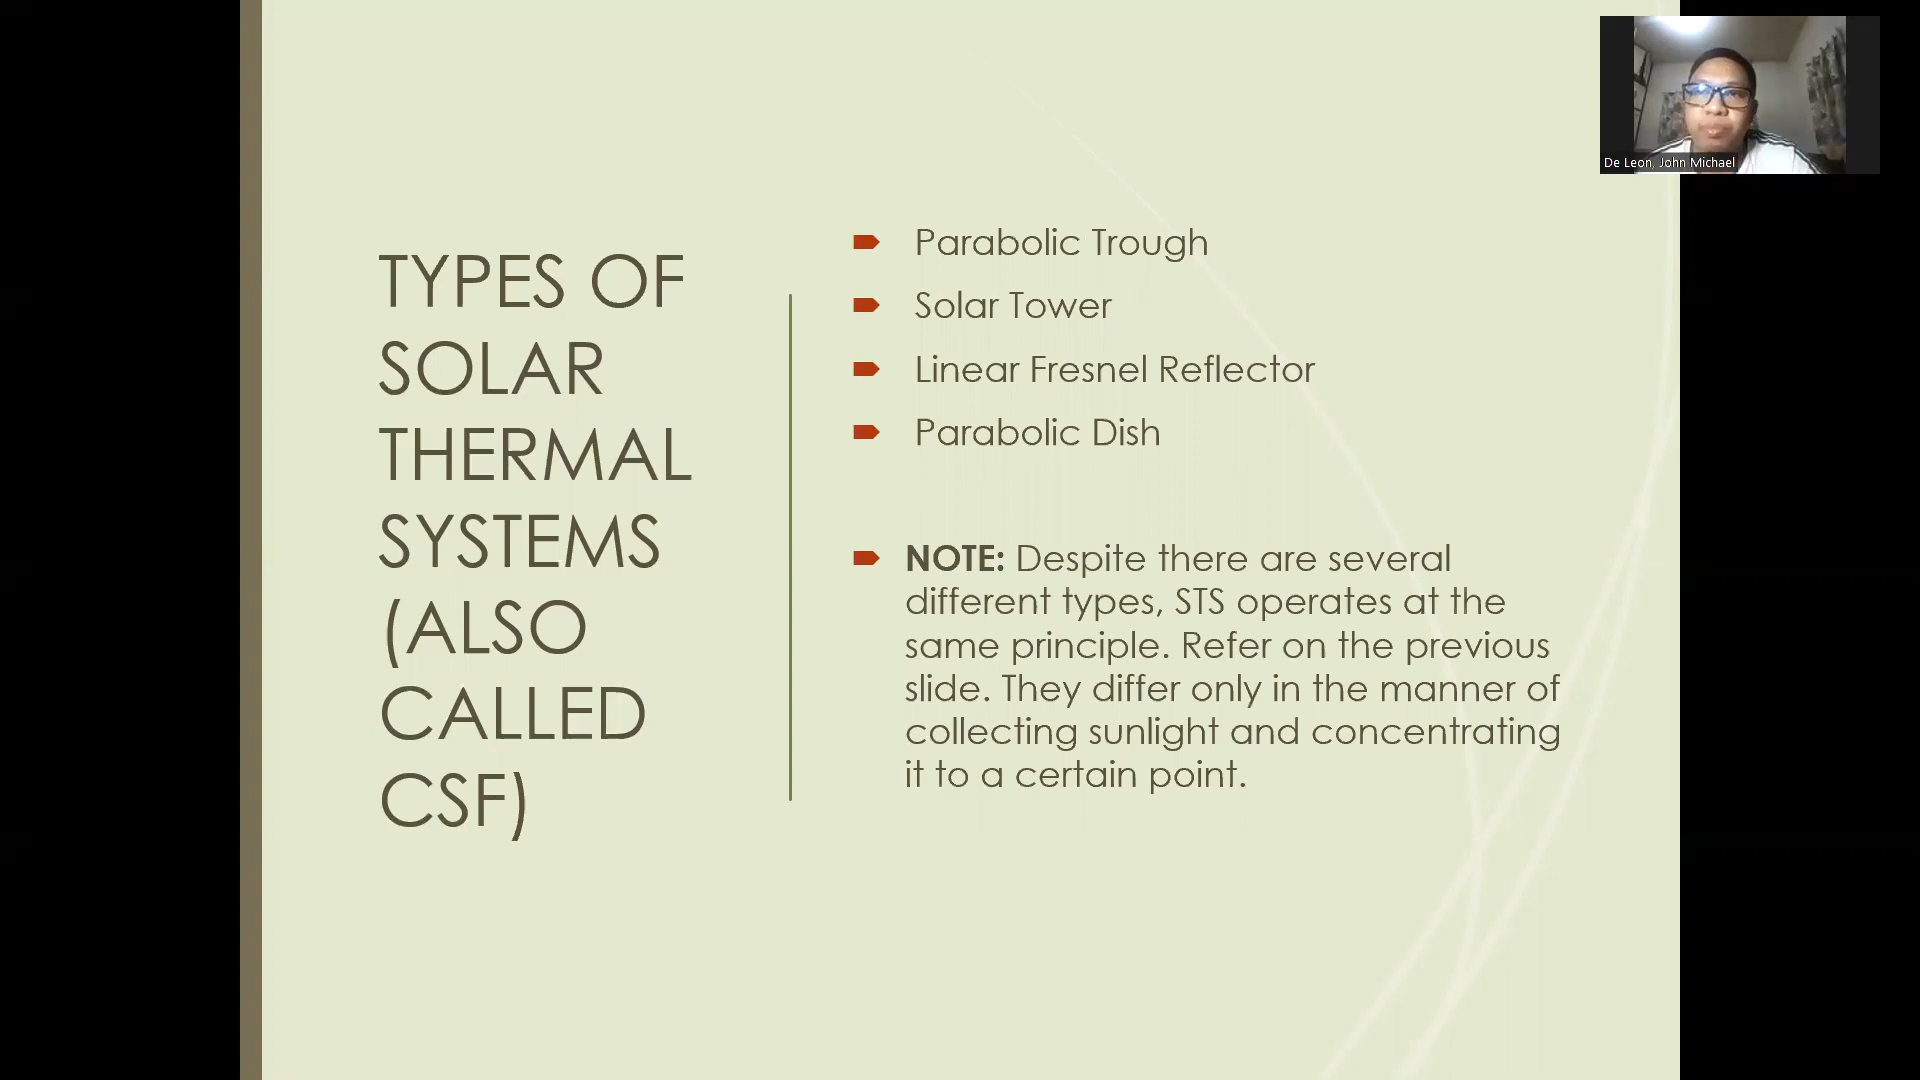 TYPES OF
SOLAR
THERMAL
SYSTEMS
(ALSO
CALLED
CSF)
Parabolic Trough
Solar Tower
Linear Fresnel Reflector
Parabolic Dish
NOTE: Despite there are several
different types, STS operates at the
same principle. Refer on the previous
slide. They differ only in the manner of
collecting sunlight and concentrating
it to a certain point.
De Leon, John Michael